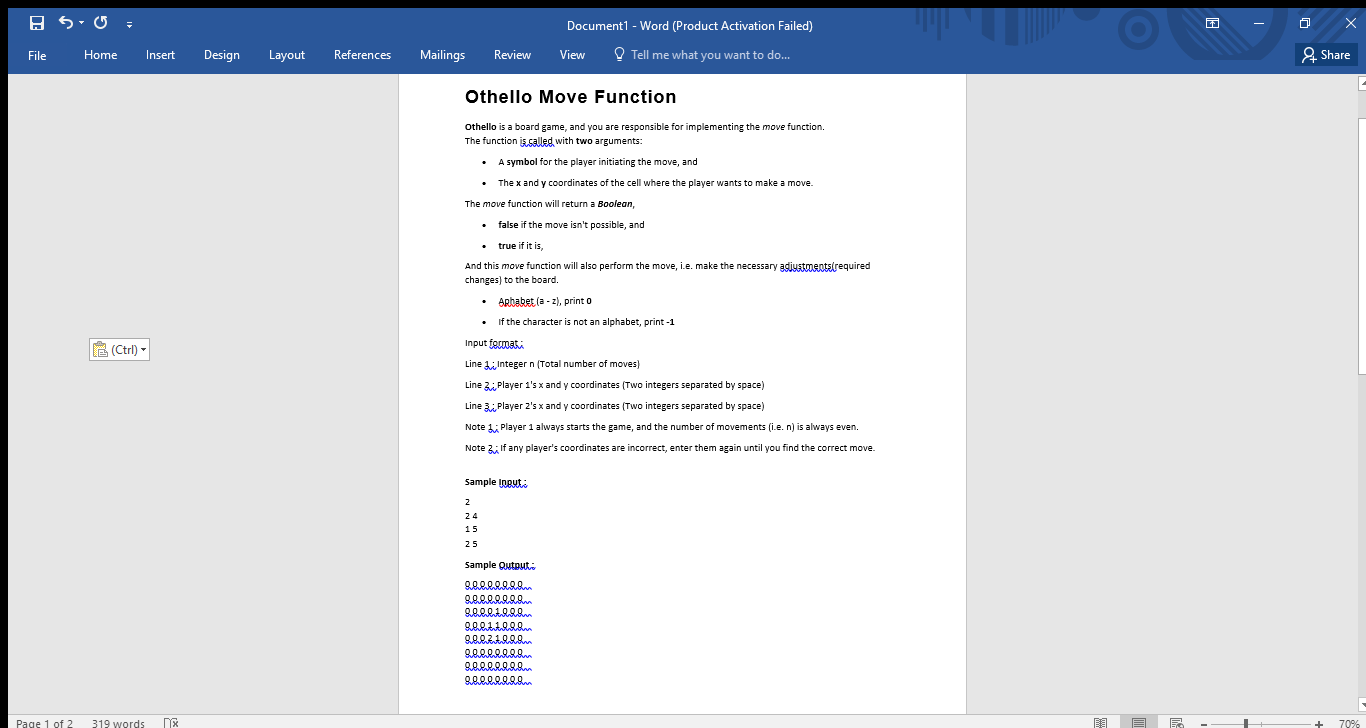 Document1 - Word (Product Activation Failed)
File Home Insert Design Layout References Mailings Review View Tell me what you want to do... Share
Othello Move Function
Othello is a board game, and you are responsible for implementing the move function.
The function is called with two arguments:
• A symbol for the player initiating the move, and
• The x and y coordinates of the cell where the player wants to make a move.
The move function will return a Boolean,
• false if the move isn't possible, and
• true if it is,
And this move function will also perform the move, i.e. make the necessary adjustments(required
changes) to the board.
• Aphabet (a - z), print 0
• If the character is not an alphabet, print -1
(Ctrl)
Input format :
Line 1 : Integer n (Total number of moves)
Line 2 : Player 1's x and y coordinates (Two integers separated by space)
Line 3 : Player 2's x and y coordinates (Two integers separated by space)
Note 1 : Player 1 always starts the game, and the number of movements (i.e. n) is always even.
Note 2 : If any player's coordinates are incorrect, enter them again until you find the correct move.
Sample Input :
2
2 4
1 5
2 5
Sample Output :
0 0 0 0 0 0 0 0
0 0 0 0 0 0 0 0
0 0 0 0 1 0 0 0
0 0 0 1 1 0 0 0
0 0 0 2 1 0 0 0
0 0 0 0 0 0 0 0
0 0 0 0 0 0 0 0
0 0 0 0 0 0 0 0
Page 1 of 2 319 words 70%